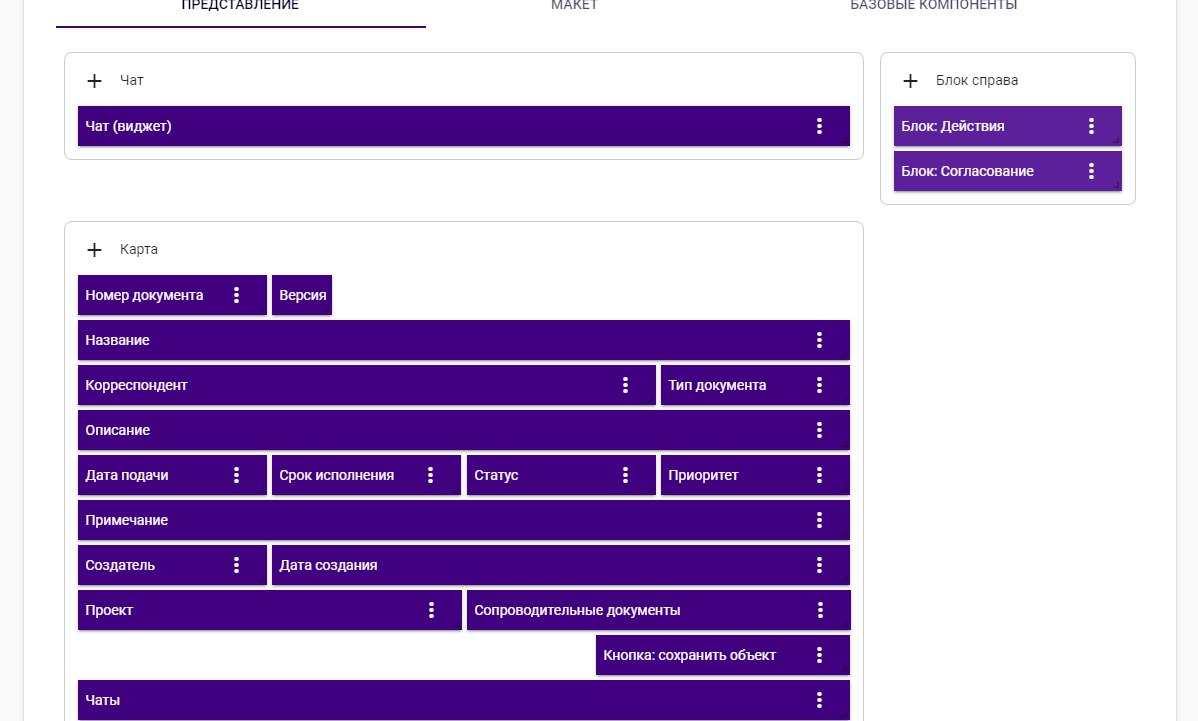 ПРЕДСТАВЛЕНИЕ МАКЕТ БАЗОВЫЕ КОМПОНЕНТЫ
Чат
Чат (виджет)
Блок справа
Блок: Действия
Блок: Согласование
Карта
Номер документа Версия
Название
Корреспондент Тип документа
Описание
Дата подачи Срок исполнения Статус Приоритет
Примечание
Создатель Дата создания
Проект Сопроводительные документы
Кнопка: сохранить объект
Чаты